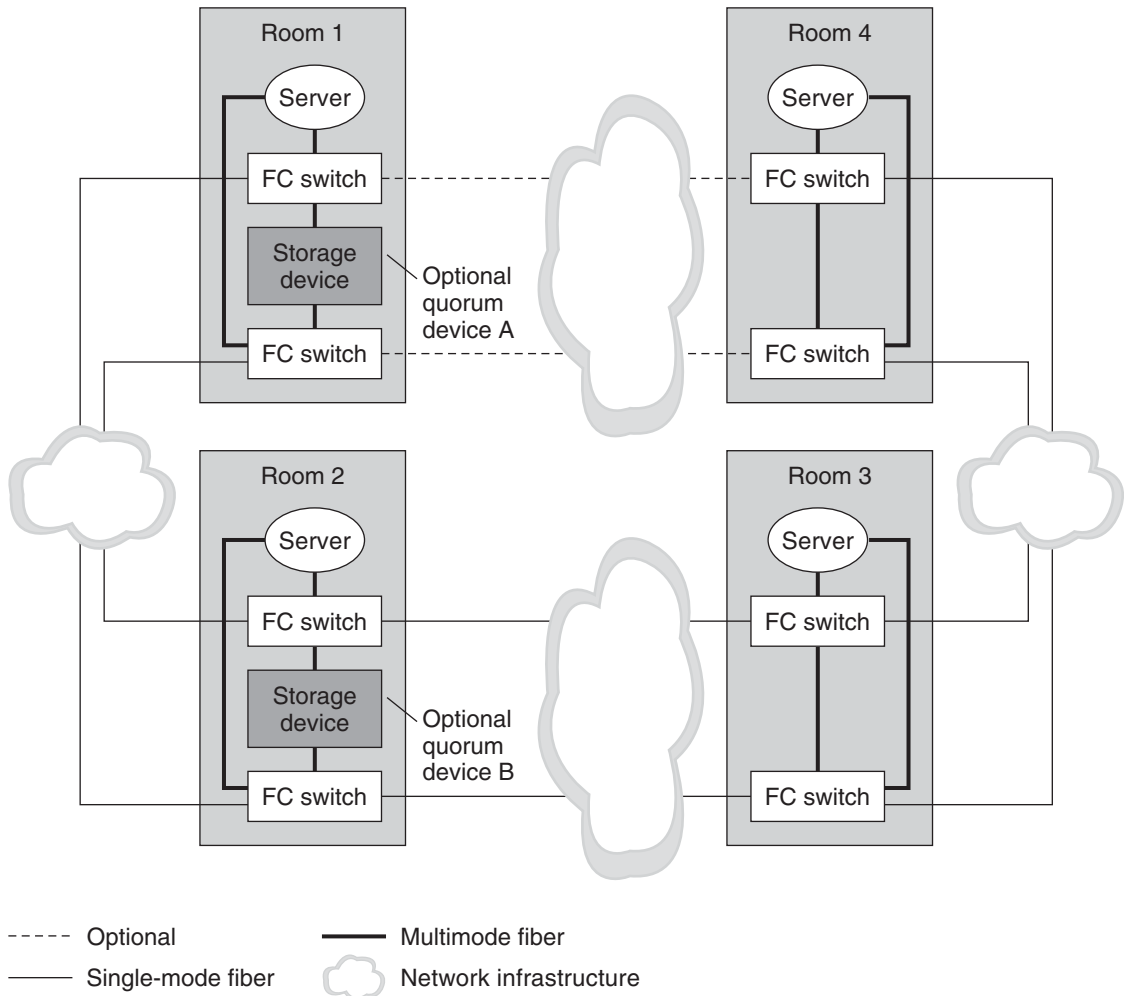 Room 1
Server
FC switch
Storage
device
FC switch
Optional
quorum
device A
Room 4
Server
FC switch
FC switch
Room 2
Server
FC switch
Storage
device
FC switch
Optional
quorum
device B
Room 3
Server
FC switch
FC switch
Optional
Multimode fiber
Single-mode fiber
Network infrastructure